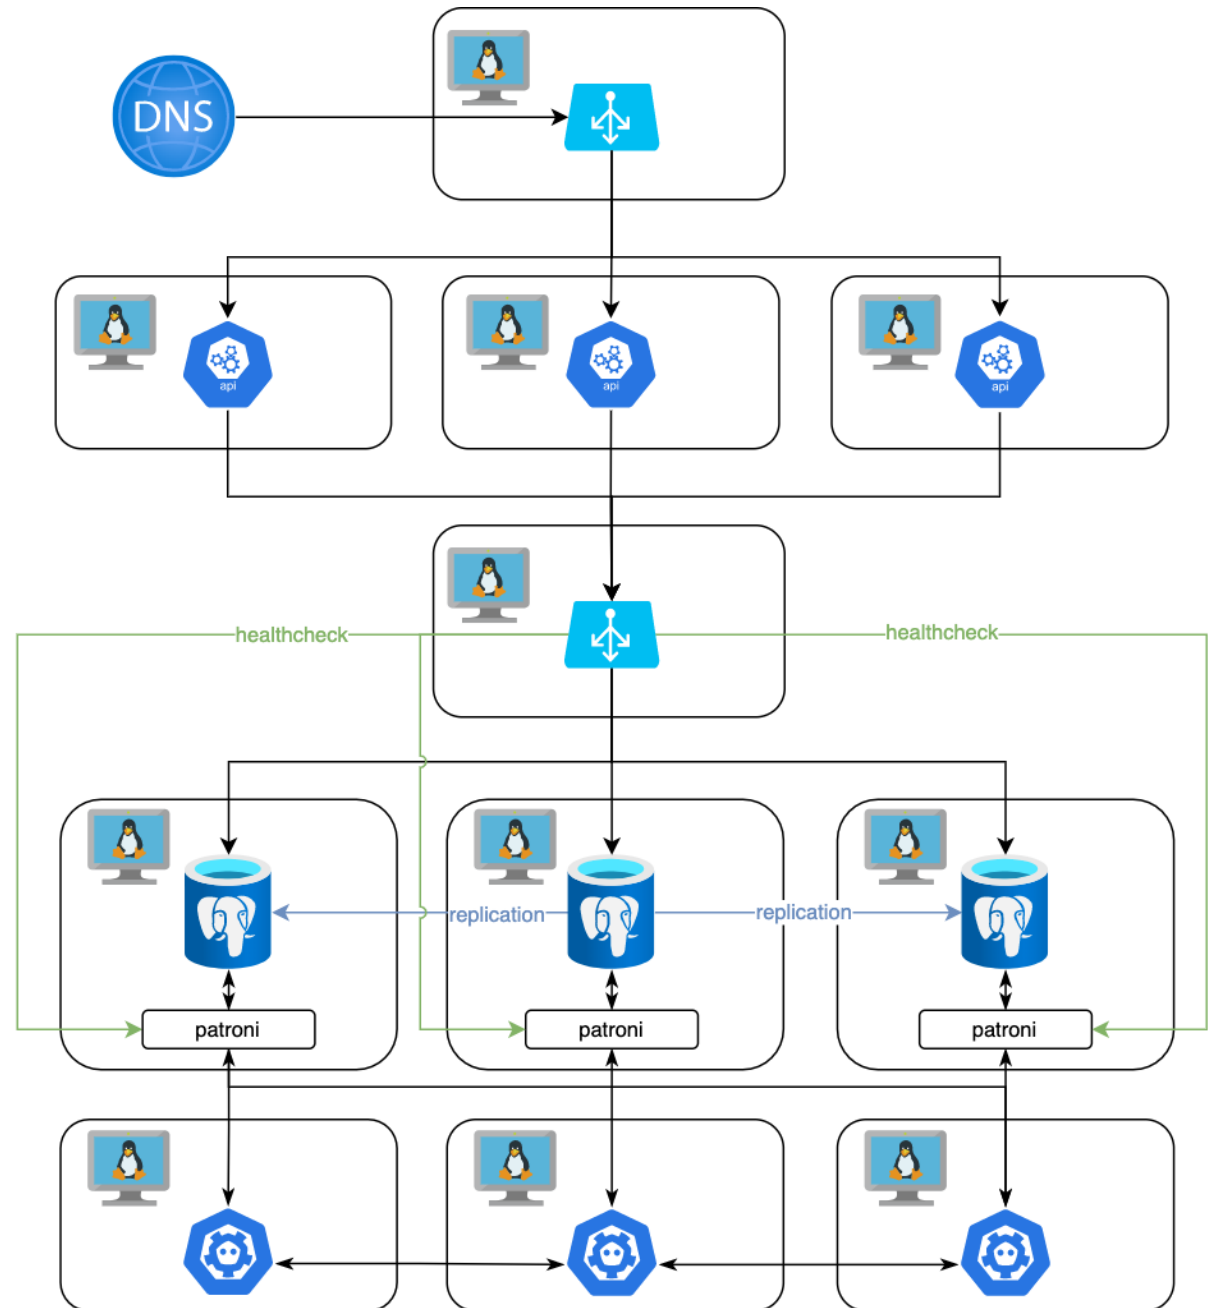 DNS
api
api
api
healthcheck
healthcheck
replication
replication
patroni
patroni
patroni